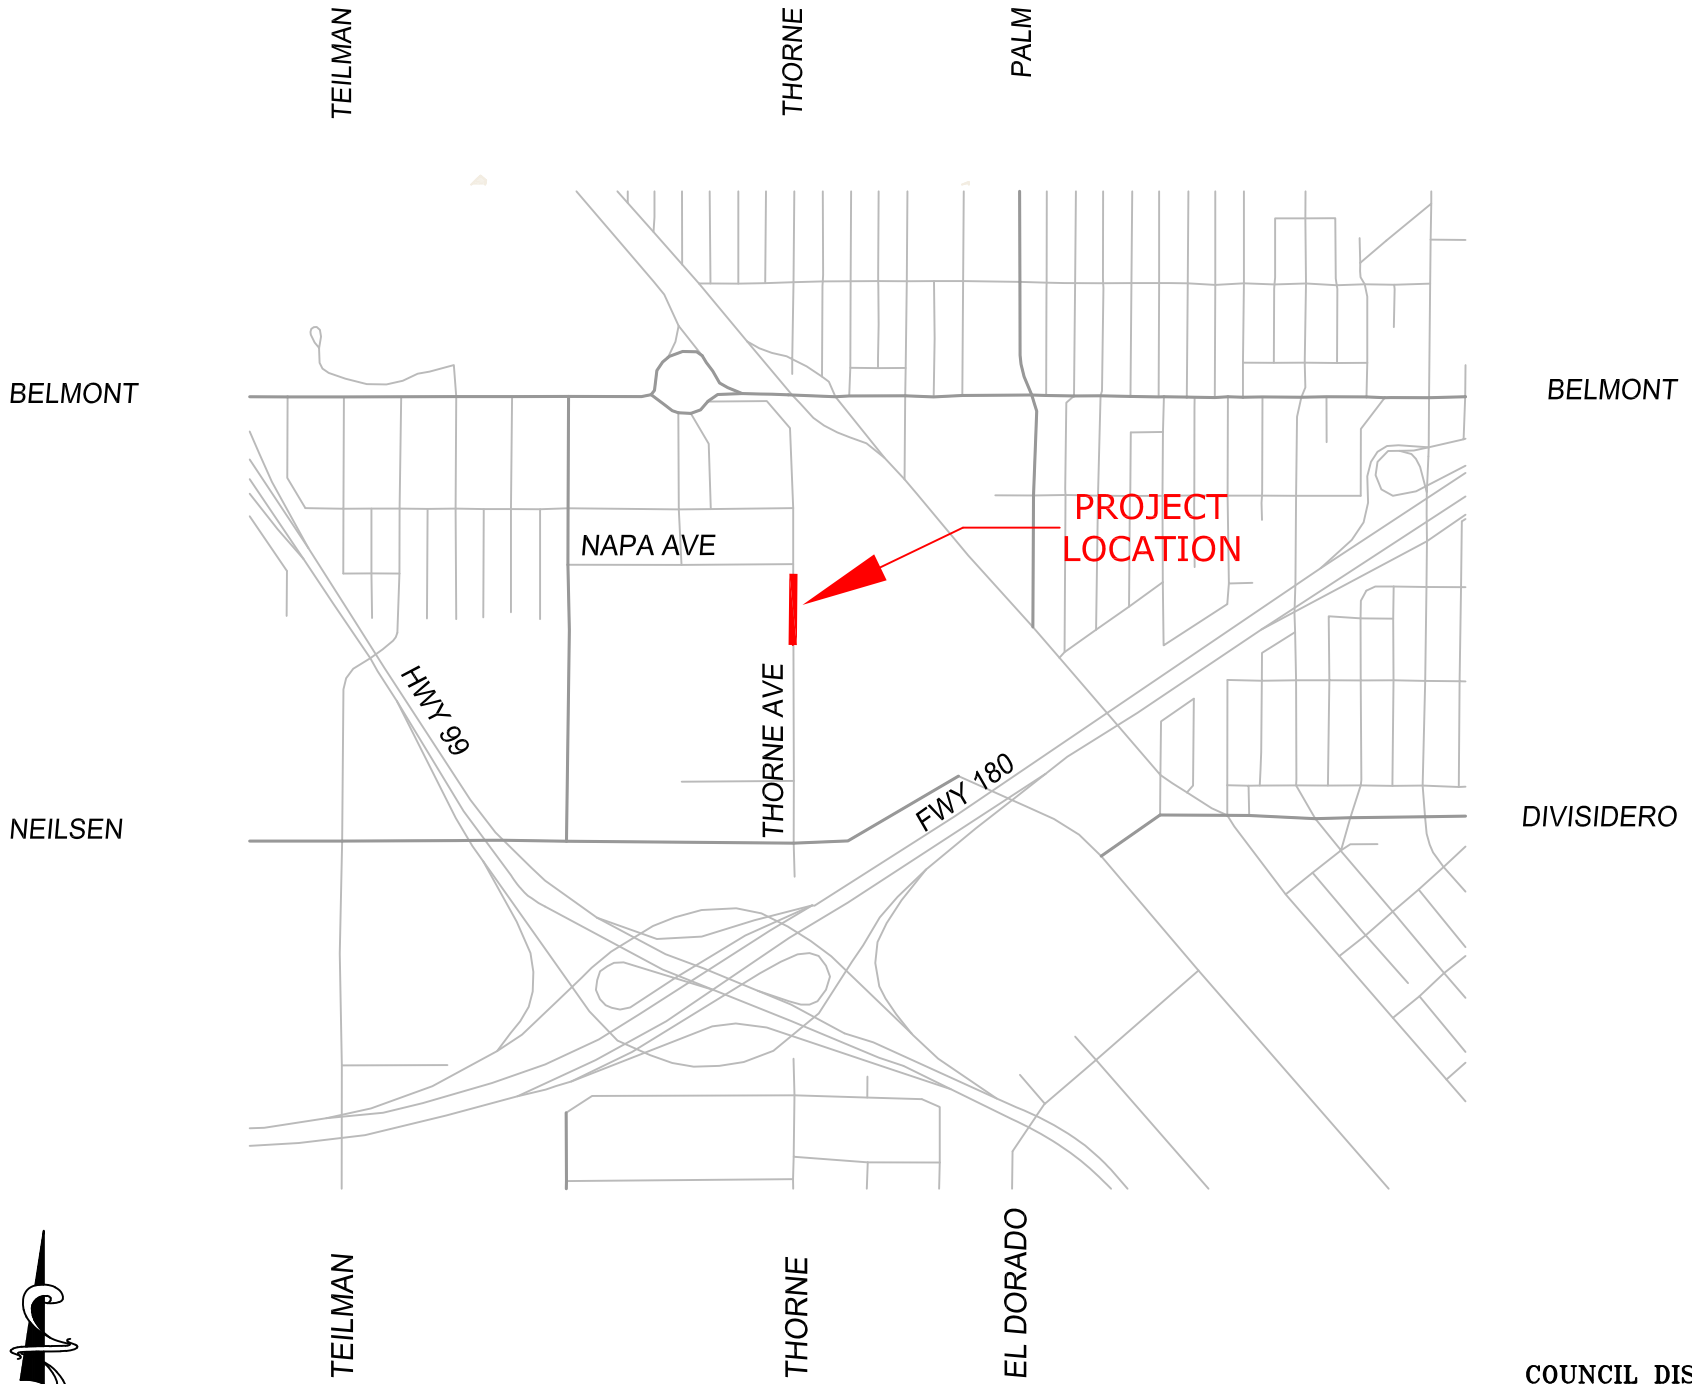 TEILMAN
THORNE
PALM
BELMONT
BELMONT
PROJECT
LOCATION
NAPA AVE
HWY 99
THORNE AVE
FWY 180
NEILSEN
DIVISIDERO
TEILMAN
THORNE
EL DORADO
COUNCIL DIS